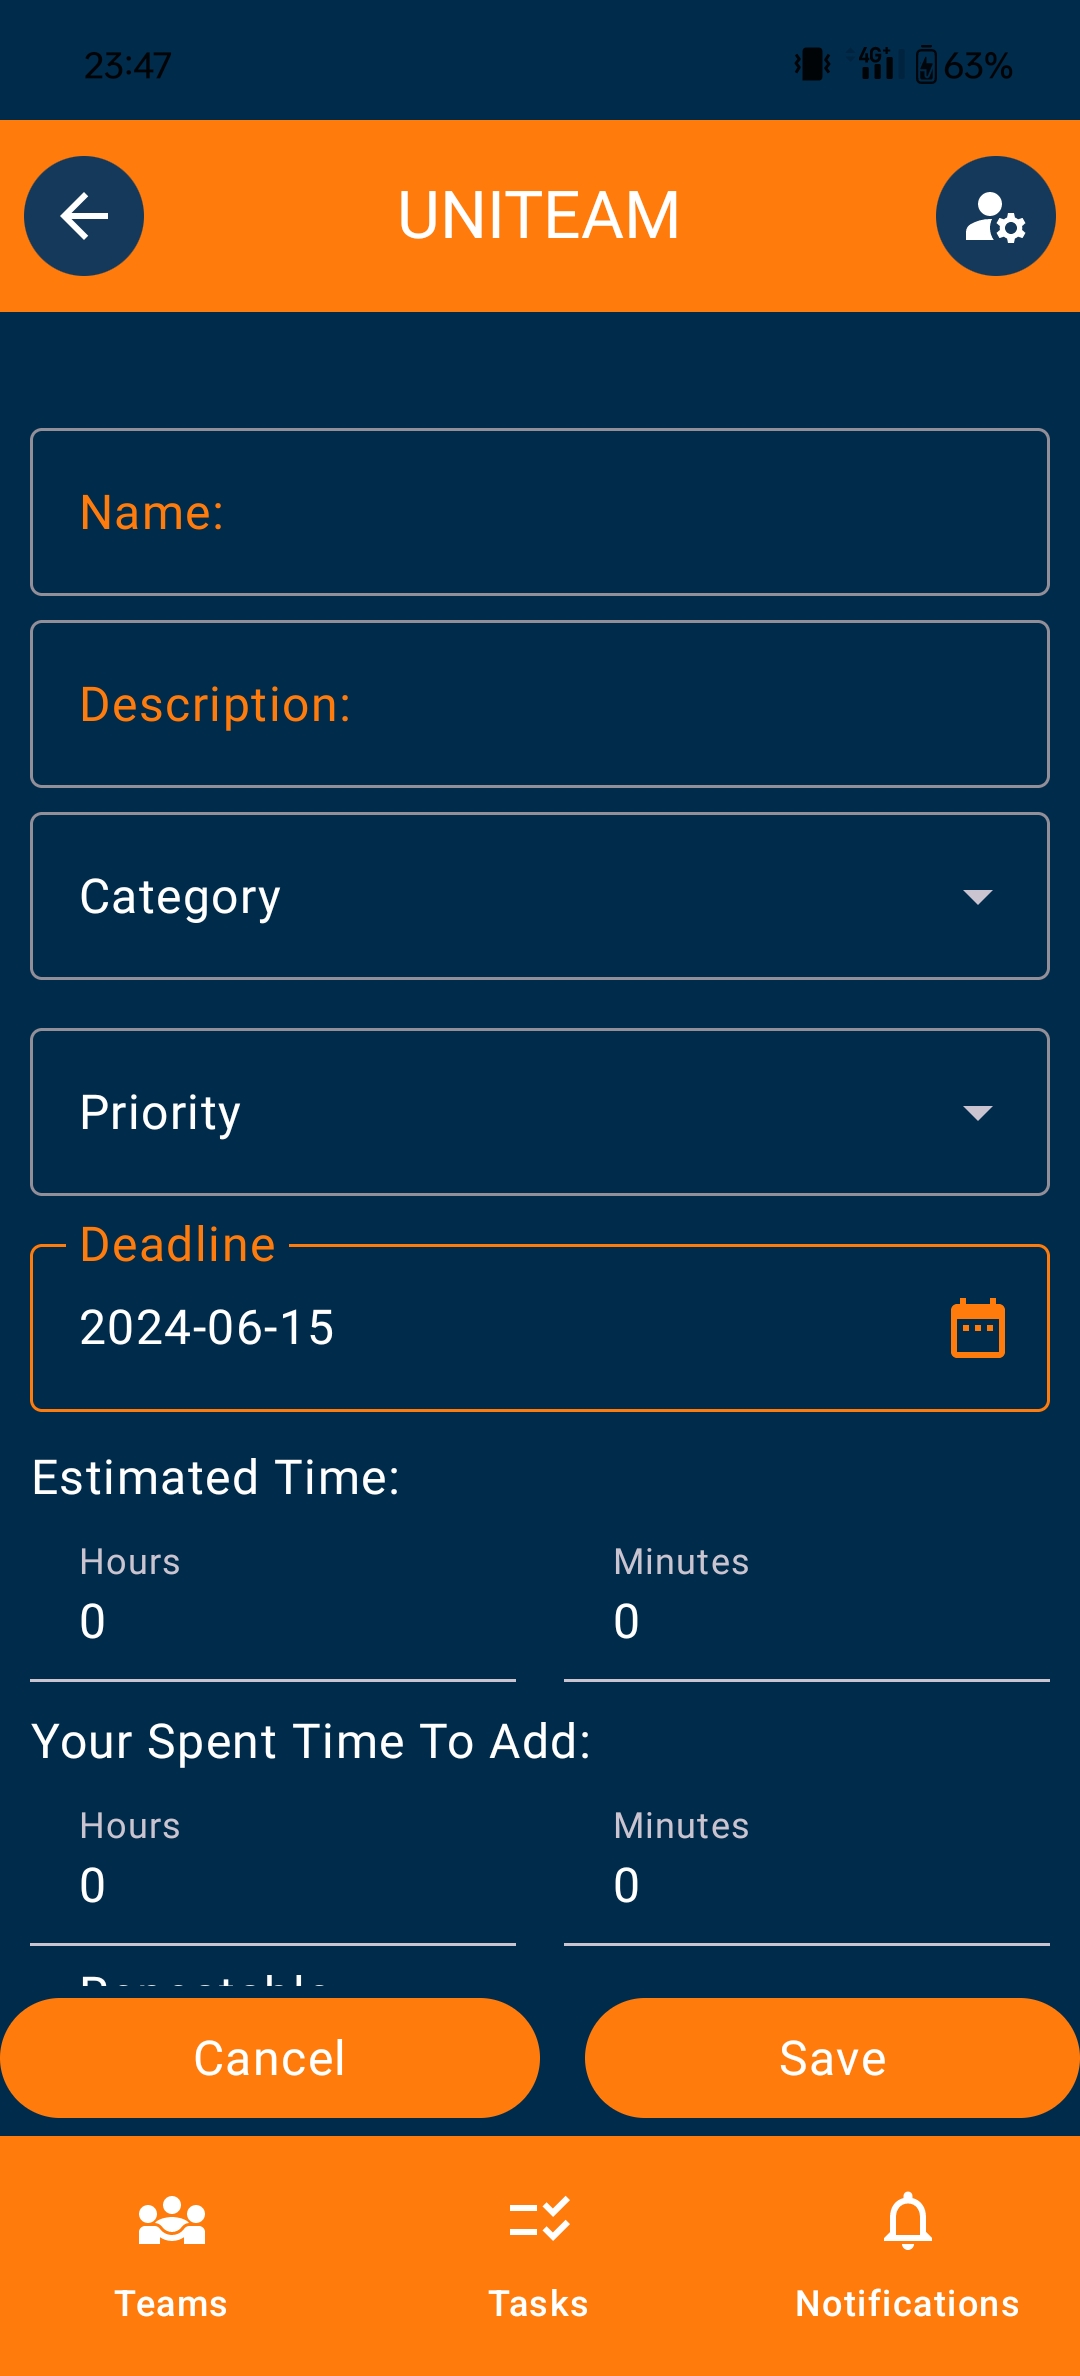 23:47 4G+ 63%
UNITEAM
Name:
Description:
Category
Priority
Deadline
2024-06-15
Estimated Time:
Hours Minutes
0 0
Your Spent Time To Add:
Hours Minutes
0 0
Repeatable
Cancel Save
Teams Tasks Notifications